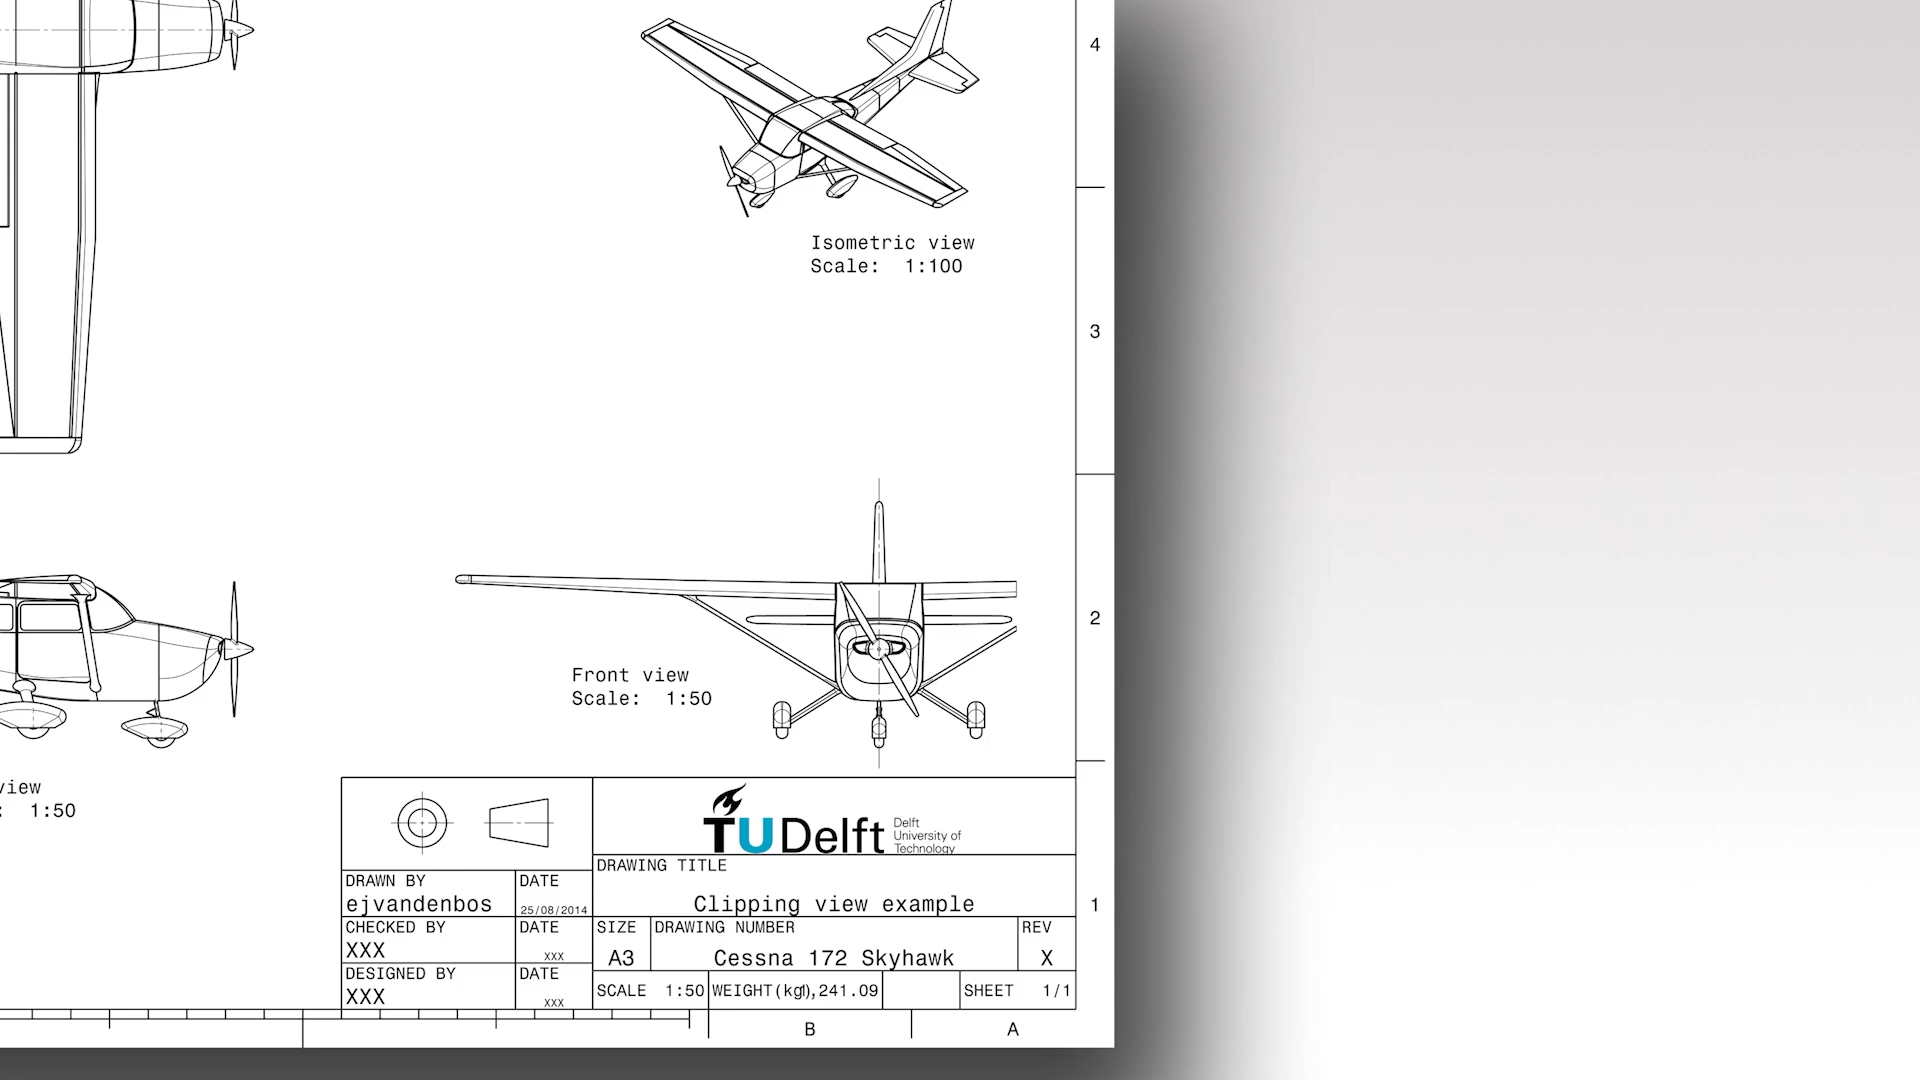 4
Isometric view
Scale: 1:100
3
2
Front view
Scale: 1:50
view
: 1:50
TUDelft
Delft
University of
Technology
DRAWING TITLE
Clipping view example
DRAWN BY
ejvandenbos
DATE
25/08/2014
CHECKED BY
XXX
DATE
XXX
DESIGNED BY
XXX
DATE
XXX
SIZE
A3
DRAWING NUMBER
Cessna 172 Skyhawk
REV
X
SCALE 1:50
WEIGHT(kg)
1,241.09
SHEET 1/1
1
B
A